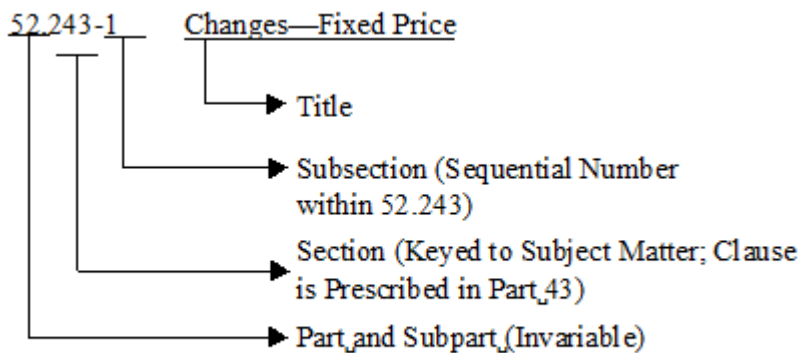 52.243-1 Changes—Fixed Price
Title
Subsection (Sequential Number
within 52.243)
Section (Keyed to Subject Matter; Clause
is Prescribed in Part 43)
Part and Subpart (Invariable)